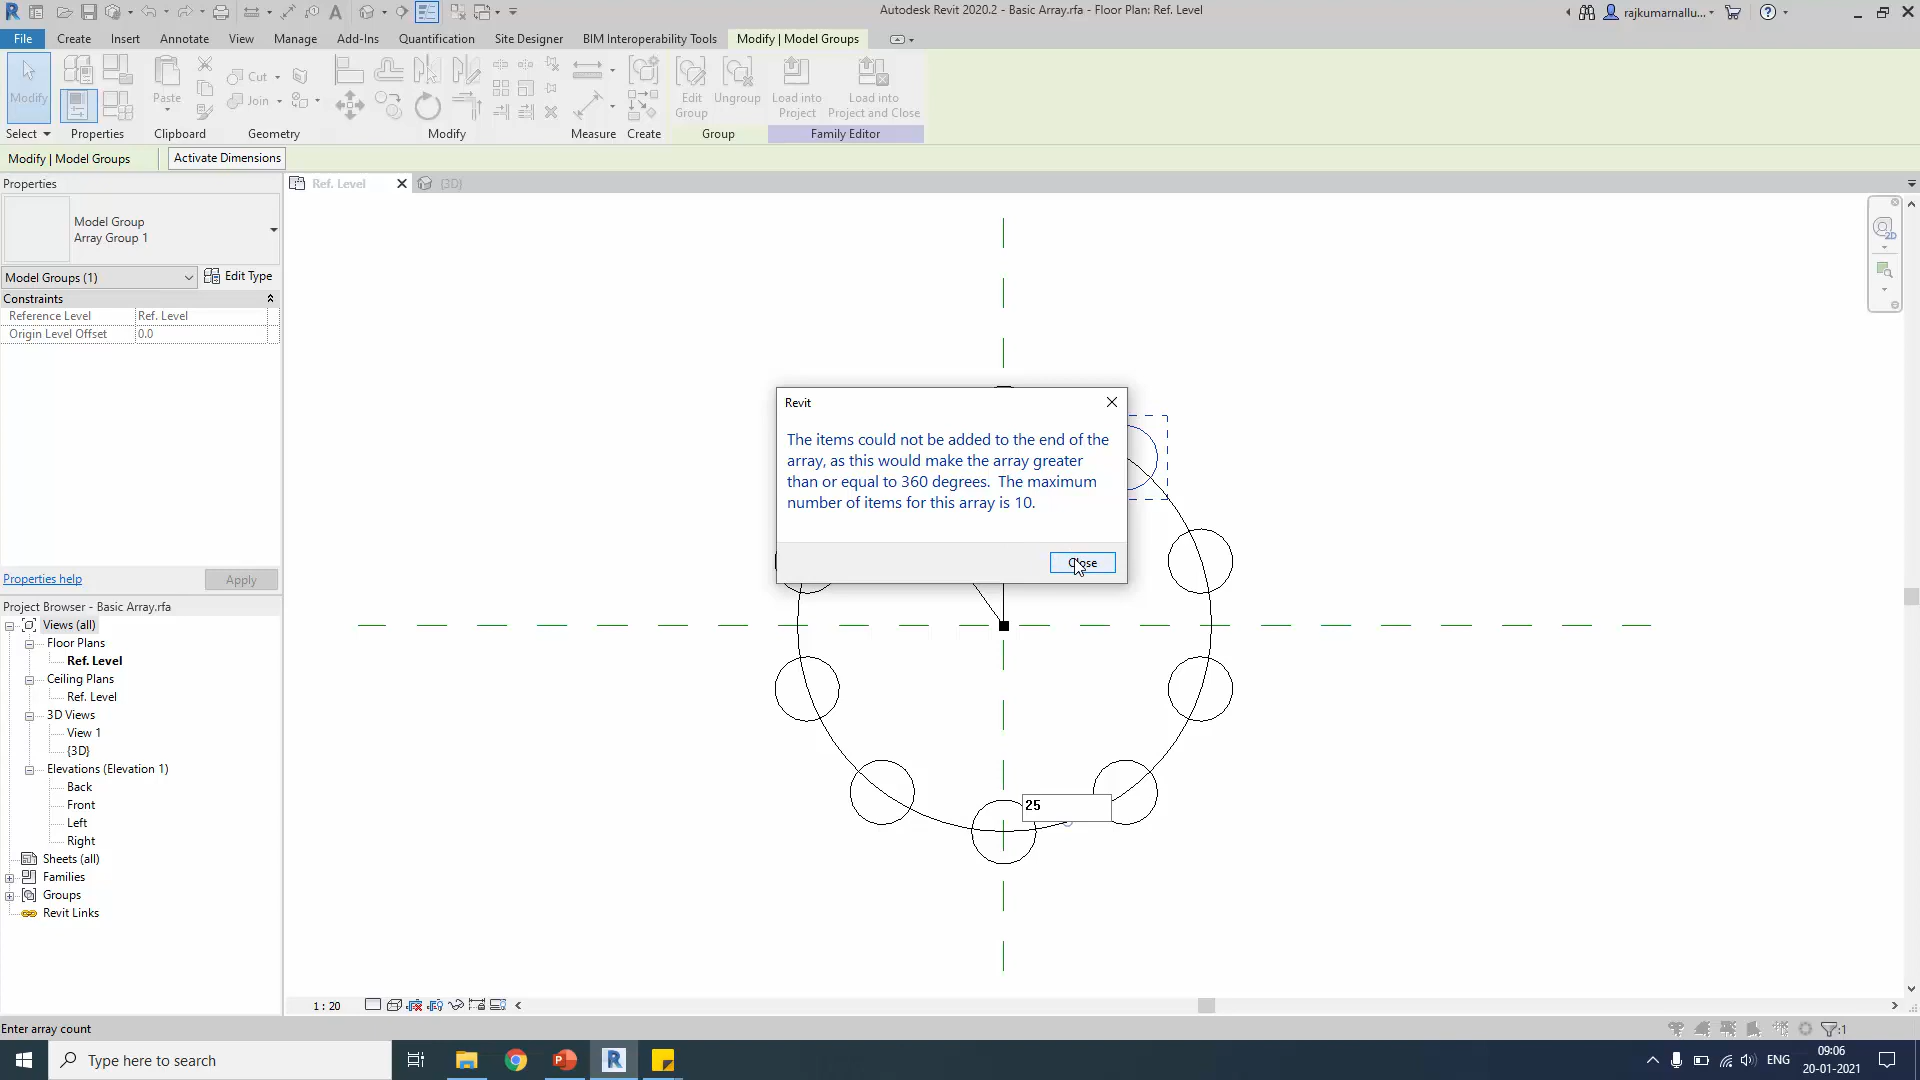 Autodesk Revit 2020.2 - Basic Array.rfa - Floor Plan: Ref. Level
rajkumarnallu...
File Create Insert Annotate View Manage Add-Ins Quantification Site Designer BIM Interoperability Tools Modify | Model Groups
Modify
Paste
Cut
Join
Edit Group
Ungroup
Load into Project
Load into Project and Close
Select Properties Clipboard Geometry Modify Measure Create Group Family Editor
Modify | Model Groups
Activate Dimensions
Properties
Ref. Level
{3D}
Model Group
Array Group 1
Model Groups (1)
Edit Type
Constraints
Reference Level Ref. Level
Origin Level Offset 0.0
Properties help
Apply
Revit
The items could not be added to the end of the
array, as this would make the array greater
than or equal to 360 degrees. The maximum
number of items for this array is 10.
Close
25
Project Browser - Basic Array.rfa
Views (all)
Floor Plans
Ref. Level
Ceiling Plans
Ref. Level
3D Views
View 1
{3D}
Elevations (Elevation 1)
Back
Front
Left
Right
Sheets (all)
Families
Groups
Revit Links
1 : 20
Enter array count
:1
Type here to search
ENG
09:06
20-01-2021